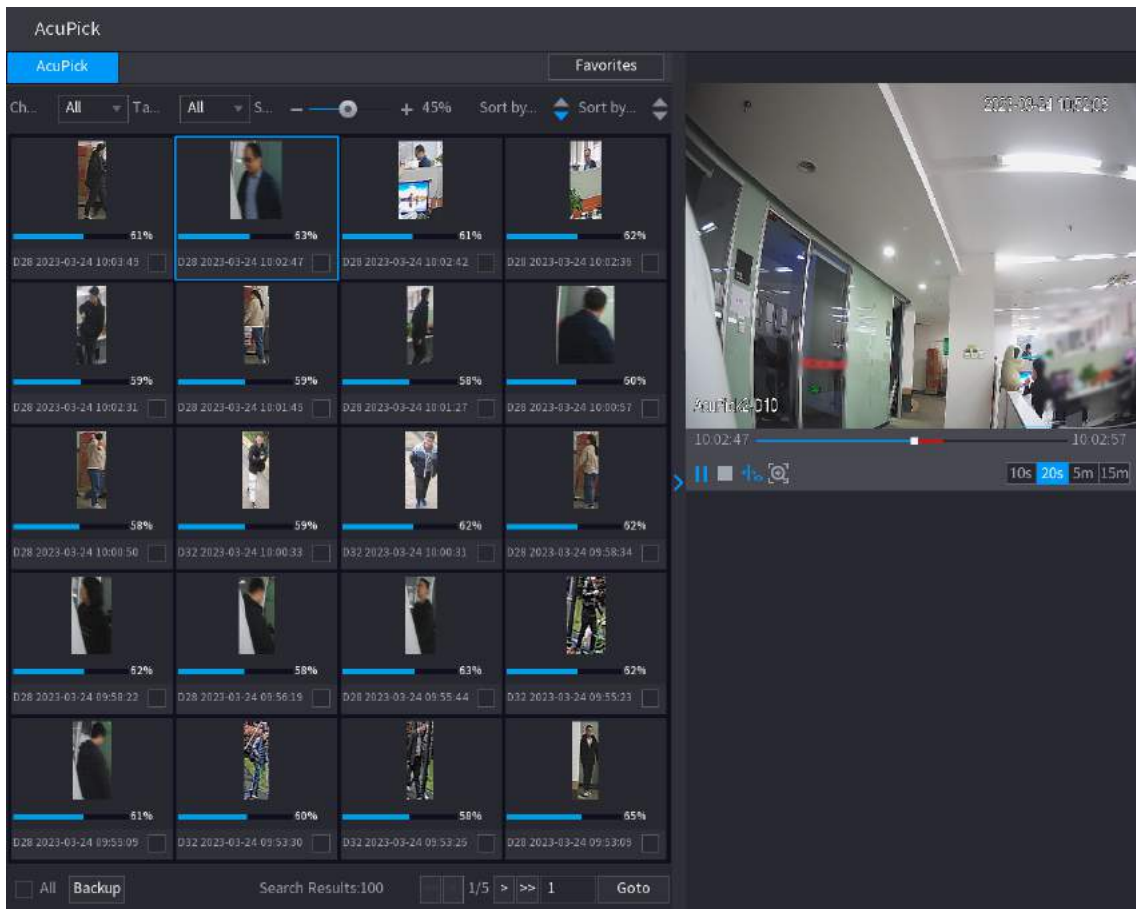 AcuPick
AcuPick Favorites
Ch... All Ta... All S... 45% Sort by... Sort by...
61% 63% 61% 62%
D28 2023-03-24 10:03:49 D28 2023-03-24 10:02:47 D28 2023-03-24 10:02:42 D28 2023-03-24 10:02:39
59% 59% 58% 60%
D28 2023-03-24 10:02:31 D28 2023-03-24 10:01:45 D28 2023-03-24 10:01:27 D28 2023-03-24 10:00:57
58% 59% 62% 62%
D28 2023-03-24 10:00:50 D32 2023-03-24 10:00:33 D32 2023-03-24 10:00:31 D28 2023-03-24 09:58:34
62% 58% 63% 62%
D28 2023-03-24 09:58:22 D28 2023-03-24 09:56:19 D28 2023-03-24 09:55:44 D32 2023-03-24 09:55:23
61% 60% 58% 65%
D28 2023-03-24 09:55:09 D32 2023-03-24 09:53:30 D32 2023-03-24 09:53:25 D28 2023-03-24 09:53:09
All Backup Search Results:100 1/5 > >> 1 Goto
AcuPick2-D10
10:02:47 10:02:57
10s 20s 5m 15m